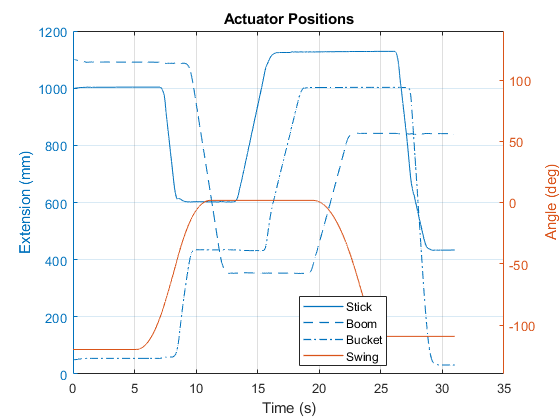 Actuator Positions
1200
1000
800
600
400
200
0
Extension (mm)
100
50
0
-50
-100
Angle (deg)
Stick
Boom
Bucket
Swing
0 5 10 15 20 25 30 35
Time (s)